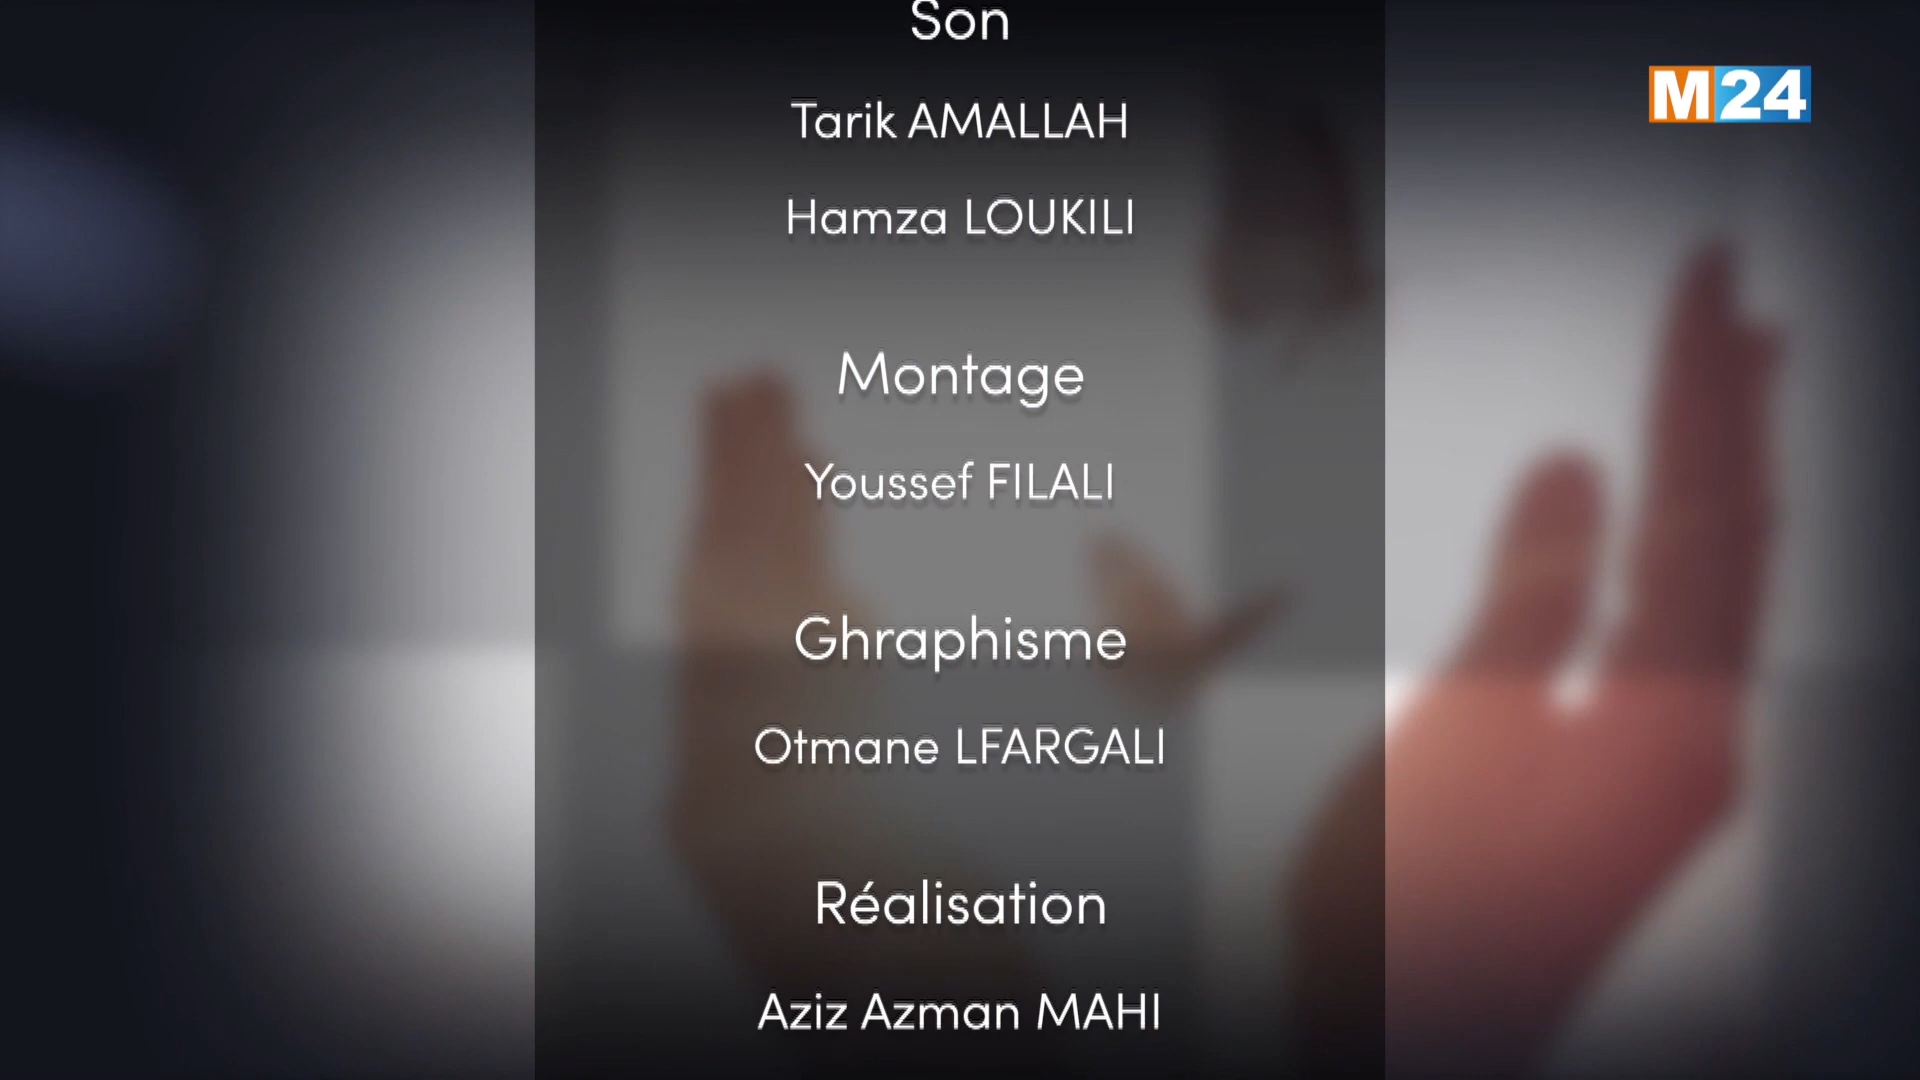 Son
M24
Tarik AMALLAH
Hamza LOUKILI
Montage
Youssef FILALI
Ghraphisme
Otmane LFARGALI
Réalisation
Aziz Azman MAHI